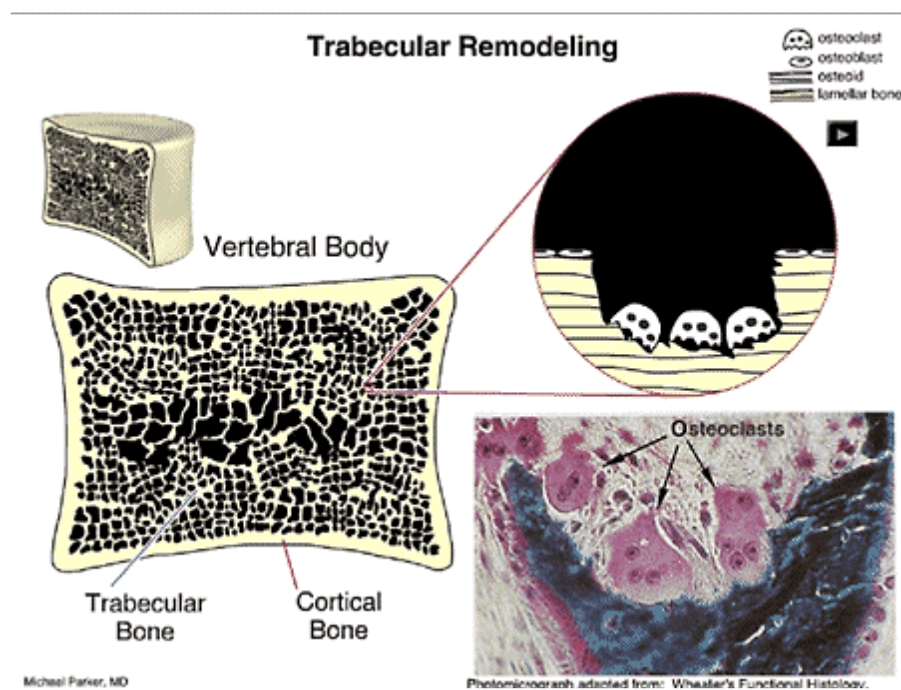 Trabecular Remodeling
osteoclast
osteoblast
osteoid
lamellar bone
Vertebral Body
Osteoclasts
Trabecular
Bone
Cortical
Bone
Michael Parker, MD
Photomicrograph adapted from: Wheater's Functional Histology.